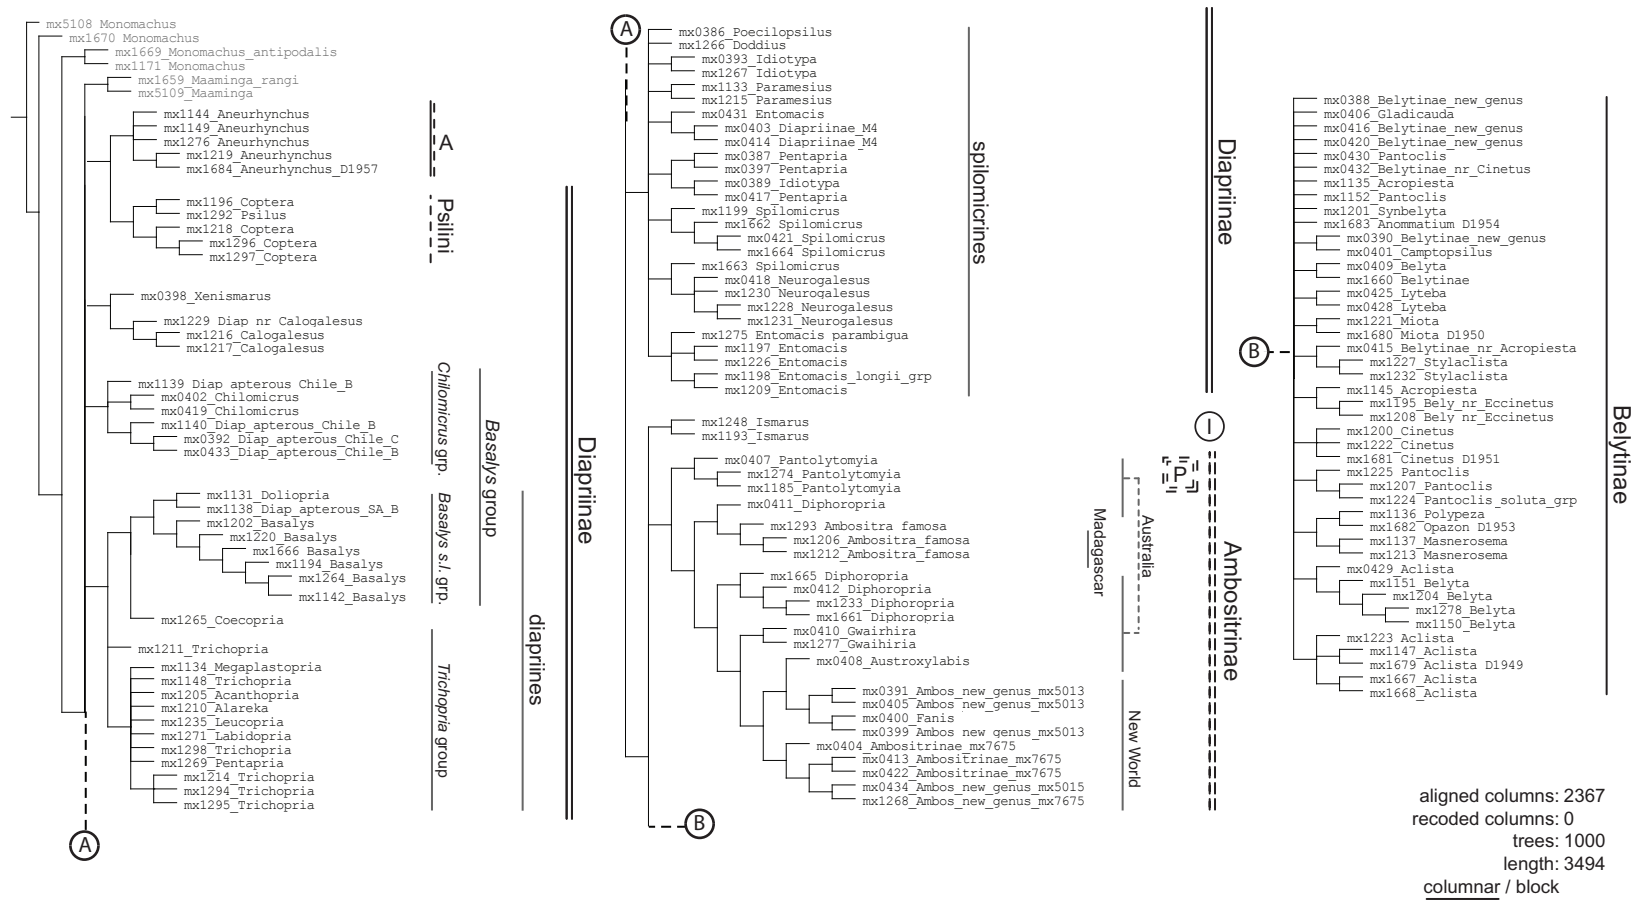 mx5108_Monomachus
mx1670_Monomachus
mx1669_Monomachus_antipodalis
mx1171_Monomachus
mx1659_Maaminga_rangi
mx5109_Maaminga
mx1144_Aneurhynchus
mx1149_Aneurhynchus
mx1276_Aneurhynchus
mx1219_Aneurhynchus
mx1684_Aneurhynchus_D1957
A
mx1196_Coptera
mx1292_Psilus
mx1218_Coptera
mx1296_Coptera
mx1297_Coptera
Psilini
mx0398_Xenismarus
mx1229_Diap_nr_Calogalesus
mx1216_Calogalesus
mx1217_Calogalesus
mx1139_Diap_apterous_Chile_B
mx0402_Chilomicrus
mx0419_Chilomicrus
mx1140_Diap_apterous_Chile_B
mx0392_Diap_apterous_Chile_C
mx0433_Diap_apterous_Chile_B
Chilomicrus grp.
mx1131_Doliopria
mx1138_Diap_apterous_SA_B
mx1202_Basalys
mx1220_Basalys
mx1666_Basalys
mx1194_Basalys
mx1264_Basalys
mx1142_Basalys
Basalys s.l. grp.
Basalys group
mx1265_Coecopria
mx1211_Trichopria
mx1134_Megaplastopria
mx1148_Trichopria
mx1205_Acanthopria
mx1210_Alareka
mx1235_Leucopria
mx1271_Labidopria
mx1298_Trichopria
mx1269_Pentapria
mx1214_Trichopria
mx1294_Trichopria
mx1295_Trichopria
Trichopria group
diapriines
Diapriinae
A
A
mx0386_Poecilopsilus
mx1266_Doddius
mx0393_Idiotypa
mx1267_Idiotypa
mx1133_Paramesius
mx1215_Paramesius
mx0431_Entomacis
mx0403_Diapriinae_M4
mx0414_Diapriinae_M4
mx0387_Pentapria
mx0397_Pentapria
mx0389_Idiotypa
mx0417_Pentapria
mx1199_Spilomicrus
mx1662_Spilomicrus
mx0421_Spilomicrus
mx1664_Spilomicrus
mx1663_Spilomicrus
mx0418_Neurogalesus
mx1230_Neurogalesus
mx1228_Neurogalesus
mx1231_Neurogalesus
mx1275_Entomacis_parambigua
mx1197_Entomacis
mx1226_Entomacis
mx1198_Entomacis_longii_grp
mx1209_Entomacis
spilomicrines
Diapriinae
mx1248_Ismarus
mx1193_Ismarus
I
mx0407_Pantolytomyia
mx1274_Pantolytomyia
mx1185_Pantolytomyia
P
mx0411_Diphoropria
mx1293_Ambositra_famosa
mx1206_Ambositra_famosa
mx1212_Ambositra_famosa
Madagascar
Australia
mx1665_Diphoropria
mx0412_Diphoropria
mx1233_Diphoropria
mx1661_Diphoropria
mx0410_Gwairhira
mx1277_Gwaihiria
mx0408_Austroxylabis
mx0391_Ambos_new_genus_mx5013
mx0405_Ambos_new_genus_mx5013
mx0400_Fanis
mx0399_Ambos_new_genus_mx5013
mx0404_Ambositrinae_mx7675
mx0413_Ambositrinae_mx7675
mx0422_Ambositrinae_mx7675
mx0434_Ambos_new_genus_mx5015
mx1268_Ambos_new_genus_mx7675
New World
Ambositrinae
B
B
mx0388_Belytinae_new_genus
mx0406_Gladicauda
mx0416_Belytinae_new_genus
mx0420_Belytinae_new_genus
mx0430_Pantoclis
mx0432_Belytinae_nr_Cinetus
mx1135_Acropiesta
mx1152_Pantoclis
mx1201_Synbelyta
mx1683_Anommatium_D1954
mx0390_Belytinae_new_genus
mx0401_Camptopsilus
mx0409_Belyta
mx1660_Belytinae
mx0425_Lyteba
mx0428_Lyteba
mx1221_Miota
mx1680_Miota_D1950
mx0415_Belytinae_nr_Acropiesta
mx1227_Stylaclista
mx1232_Stylaclista
mx1145_Acropiesta
mx1195_Bely_nr_Eccinetus
mx1208_Bely_nr_Eccinetus
mx1200_Cinetus
mx1222_Cinetus
mx1681_Cinetus_D1951
mx1225_Pantoclis
mx1207_Pantoclis
mx1224_Pantoclis_soluta_grp
mx1136_Polypeza
mx1682_Opazon_D1953
mx1137_Masnerosema
mx1213_Masnerosema
mx0429_Aclista
mx1151_Belyta
mx1204_Belyta
mx1278_Belyta
mx1150_Belyta
mx1223_Aclista
mx1147_Aclista
mx1679_Aclista_D1949
mx1667_Aclista
mx1668_Aclista
Belytinae
aligned columns: 2367
recoded columns: 0
trees: 1000
length: 3494
columnar / block